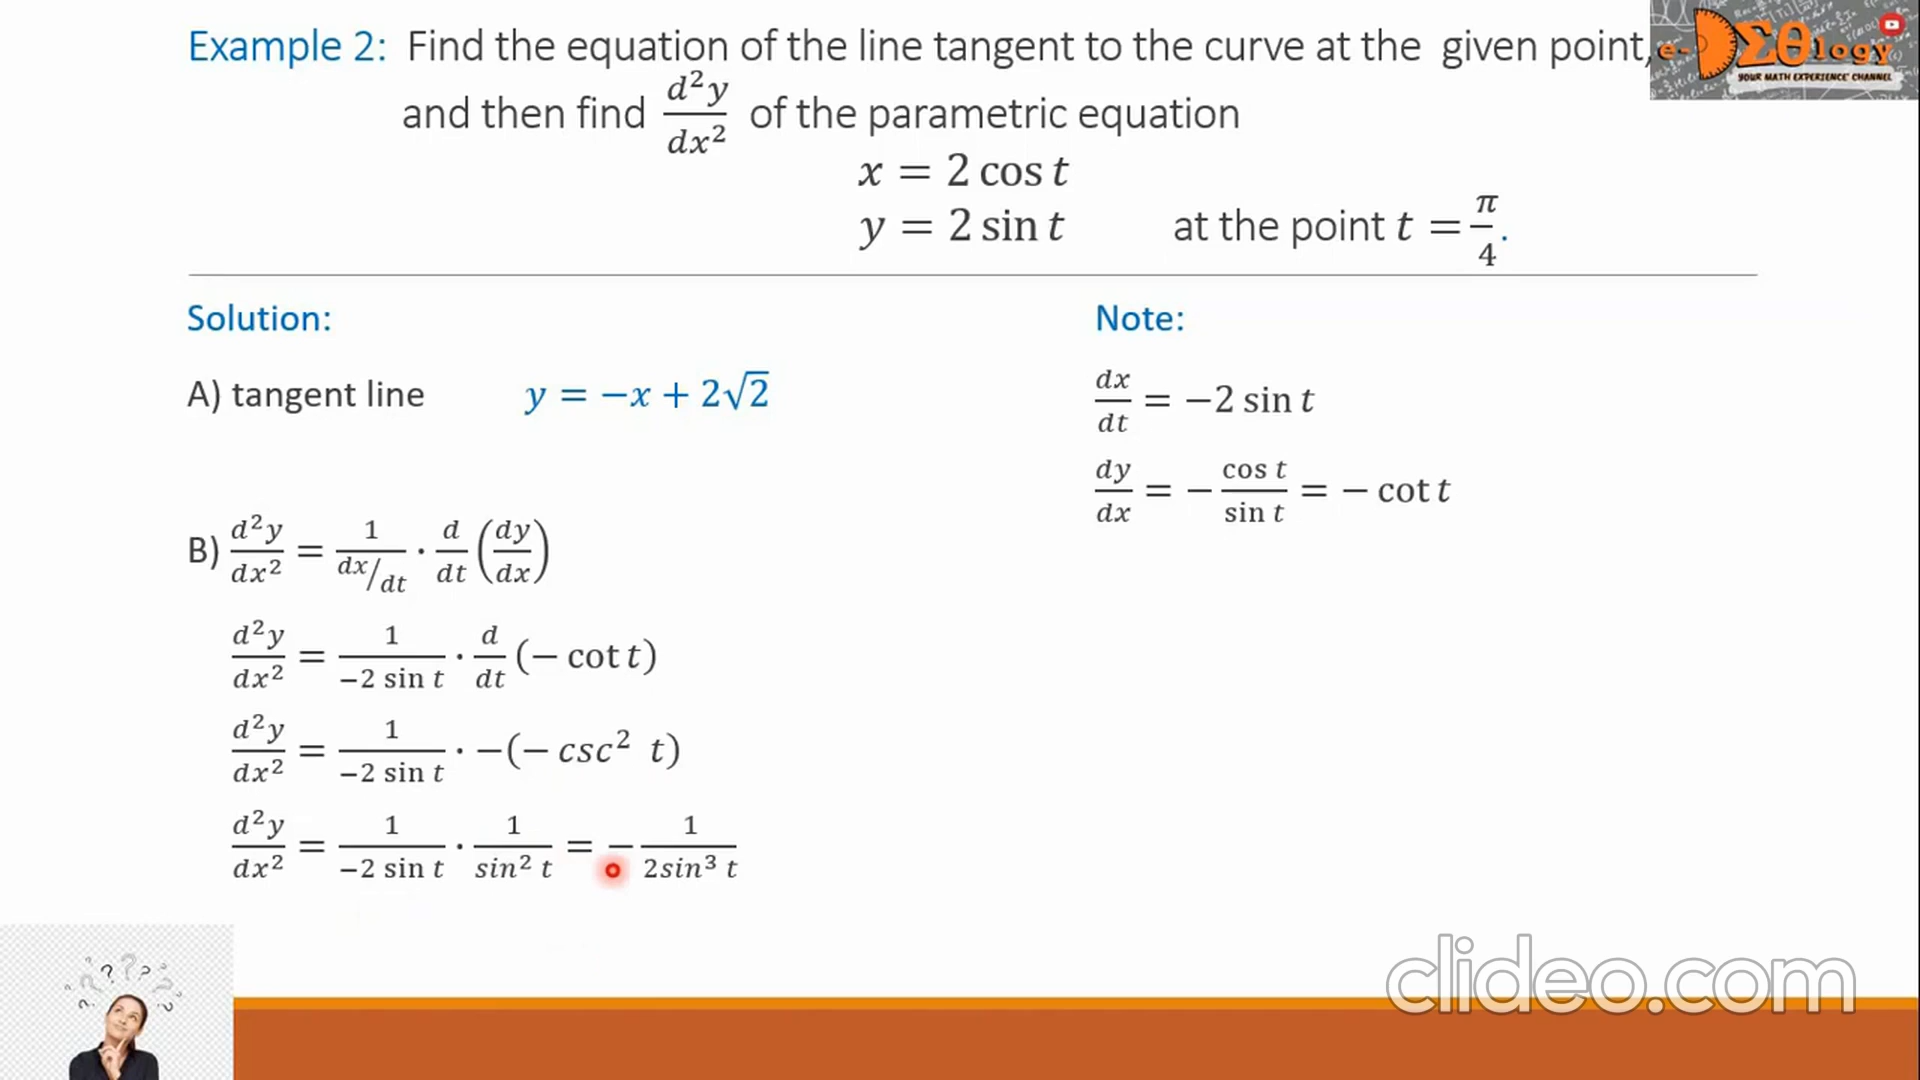 Example 2: Find the equation of the line tangent to the curve at the given point,
and then find d²y/dx² of the parametric equation
x = 2 cos t
y = 2 sin t at the point t = π/4.
e-DΣθlogy
YOUR MATH EXPERIENCE' CHANNEL
Solution:
A) tangent line y = −x + 2√2
B) d²y/dx² = 1/(dx/dt) · d/dt (dy/dx)
d²y/dx² = 1/(−2 sin t) · d/dt (− cot t)
d²y/dx² = 1/(−2 sin t) · −(− csc² t)
d²y/dx² = 1/(−2 sin t) · 1/(sin² t) = − 1/(2sin³ t)
Note:
dx/dt = −2 sin t
dy/dx = − cos t/sin t = − cot t
clideo.com